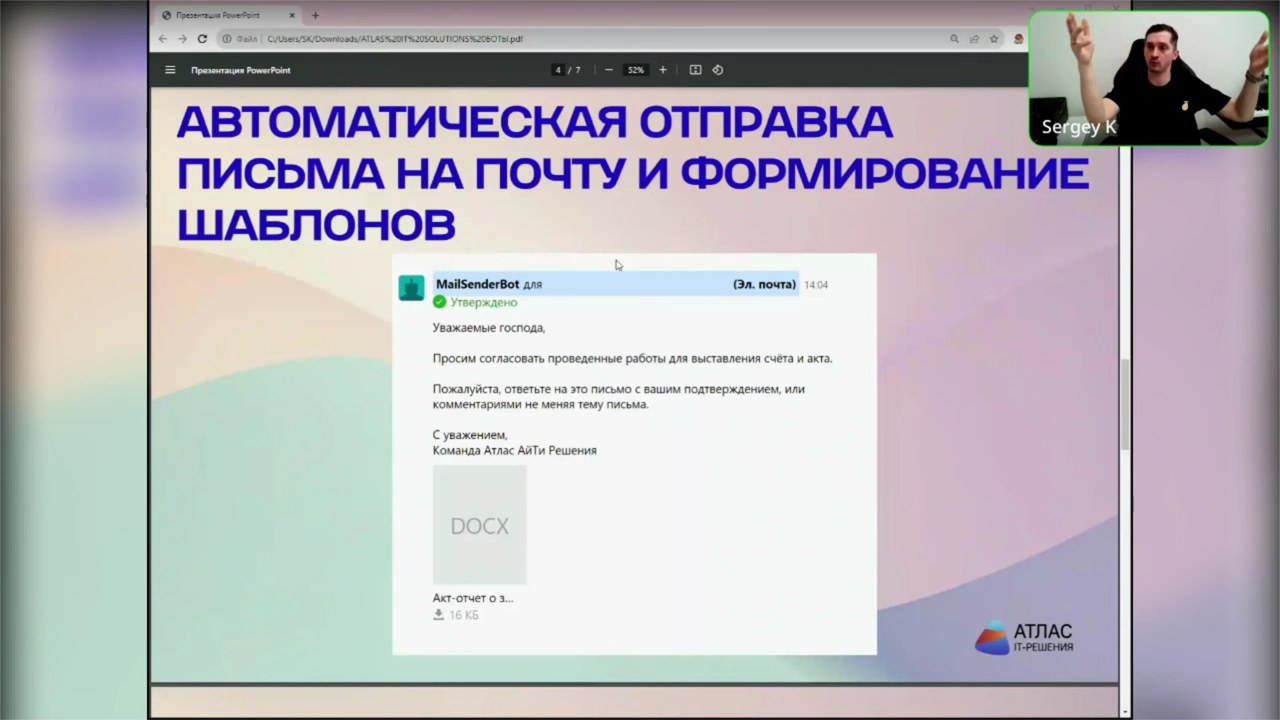 Презентация PowerPoint
Файл
C:/Users/SK/Downloads/ATLAS%20IT%20SOLUTIONS%20БОТЫ.pdf
Презентация PowerPoint
4 / 7
52%
Sergey K
АВТОМАТИЧЕСКАЯ ОТПРАВКА
ПИСЬМА НА ПОЧТУ И ФОРМИРОВАНИЕ
ШАБЛОНОВ
MailSenderBot для (Эл. почта) 14:04
Утверждено
Уважаемые господа,
Просим согласовать проведенные работы для выставления счёта и акта.
Пожалуйста, ответьте на это письмо с вашим подтверждением, или
комментариями не меняя тему письма.
С уважением,
Команда Атлас АйТи Решения
DOCX
Акт-отчет о з...
16 КБ
АТЛАС
IT-РЕШЕНИЯ